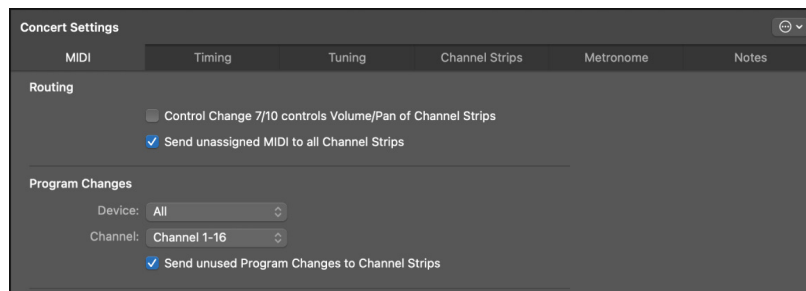 Concert Settings
MIDI Timing Tuning Channel Strips Metronome Notes
Routing
Control Change 7/10 controls Volume/Pan of Channel Strips
Send unassigned MIDI to all Channel Strips
Program Changes
Device: All
Channel: Channel 1-16
Send unused Program Changes to Channel Strips